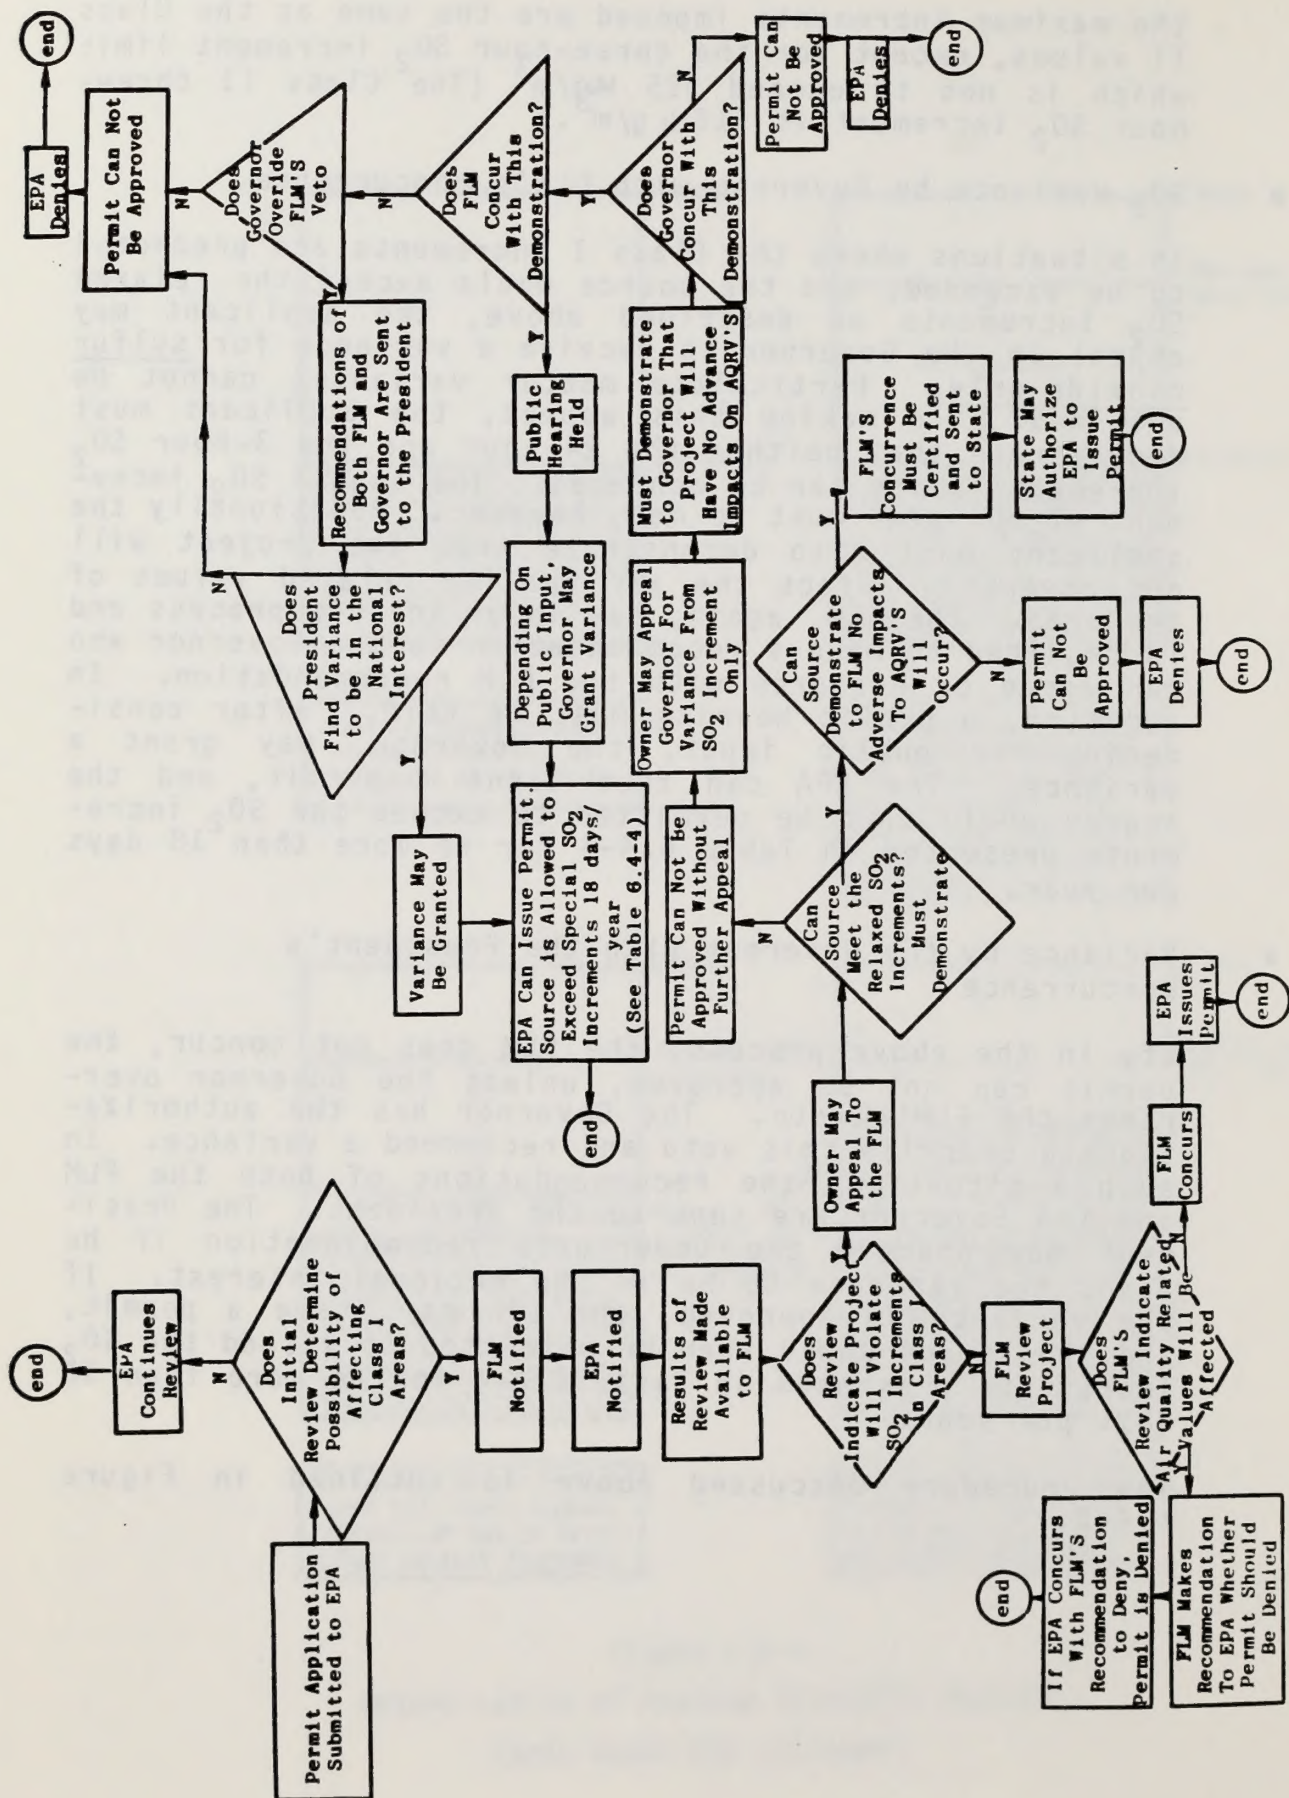 Permit Application
Submitted to EPA
Does
Initial
Review Determine
Possibility of
Affecting
Class I
Areas?
N
EPA
Continues
Review
end
Y
FLM
Notified
EPA
Notified
Results of
Review Made
Available
to FLM
Does
Review
Indicate Project
Will Violate
SO2 Increments
in Class I
Areas?
N
FLM
Review
Project
Does
FLM'S
Review Indicate
Air Quality Related
Values Will Be
Affected
N
FLM
Concurs
EPA
Issues
Permit
end
Y
FLM Makes
Recommendation
To EPA Whether
Permit Should
Be Denied
If EPA Concurs
With FLM'S
Recommendation
to Deny,
Permit is Denied
end
Y
Owner May
Appeal To
the FLM
Can
Source
Meet the
Relaxed SO2
Increments?
Must
Demonstrate
Y
Can
Source
Demonstrate
to FLM No
Adverse Impacts
To AQRV'S
Will
Occur?
N
Permit
Can Not
Be
Approved
EPA
Denies
end
Y
FLM'S
Concurrence
Must Be
Certified
and Sent
to State
State May
Authorize
EPA to
Issue
Permit
end
N
Permit Can Not be
Approved Without
Further Appeal
Owner May Appeal
Governor For
Variance From
SO2 Increment
Only
Must Demonstrate
to Governor That
Project Will
Have No Advance
Impacts On AQRV'S
Does
Governor
Concur With
This
Demonstration?
N
Permit Can
Not Be
Approved
EPA
Denies
end
Y
Does
FLM
Concur
With This
Demonstration?
Y
Public
Hearing
Held
Depending On
Public Input,
Governor May
Grant Variance
EPA Can Issue Permit.
Source is Allowed to
Exceed Special SO2
Increments 18 days/
year
(See Table 6.4-4)
end
N
Does
Governor
Overide
FLM'S
Veto
N
Permit Can Not
Be Approved
EPA
Denies
end
Y
Recommendations of
Both FLM and
Governor Are Sent
to the President
Does
President
Find Variance
to be in the
National
Interest?
N
Y
Variance May
Be Granted